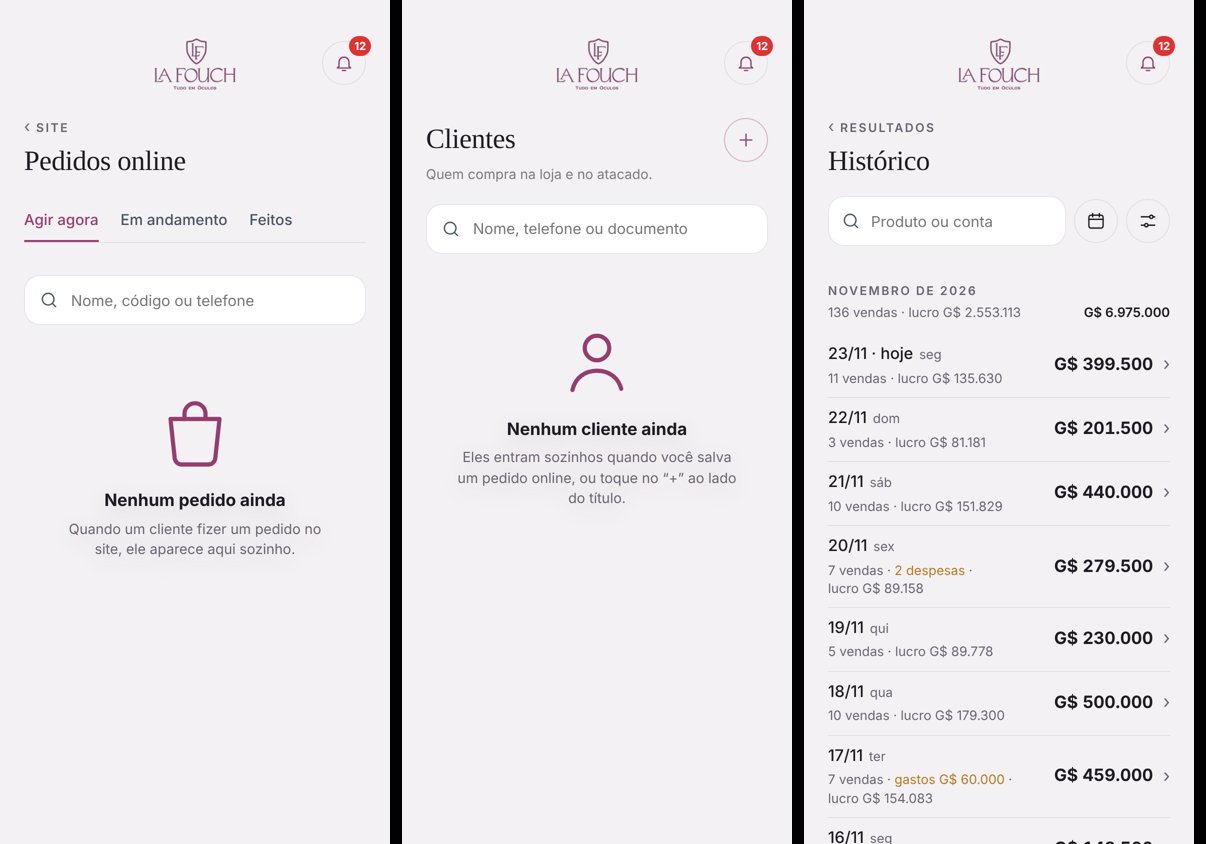 LF
LA FOUCH
TUDO EM ÓCULOS
12
‹ SITE
Pedidos online
Agir agora
Em andamento
Feitos
Nome, código ou telefone
Nenhum pedido ainda
Quando um cliente fizer um pedido no
site, ele aparece aqui sozinho.
LF
LA FOUCH
TUDO EM ÓCULOS
12
Clientes
+
Quem compra na loja e no atacado.
Nome, telefone ou documento
Nenhum cliente ainda
Eles entram sozinhos quando você salva
um pedido online, ou toque no “+” ao lado
do título.
LF
LA FOUCH
TUDO EM ÓCULOS
12
‹ RESULTADOS
Histórico
Produto ou conta
NOVEMBRO DE 2026
136 vendas · lucro G$ 2.553.113
G$ 6.975.000
23/11 · hoje seg
11 vendas · lucro G$ 135.630
G$ 399.500 ›
22/11 dom
3 vendas · lucro G$ 81.181
G$ 201.500 ›
21/11 sáb
10 vendas · lucro G$ 151.829
G$ 440.000 ›
20/11 sex
7 vendas · 2 despesas ·
lucro G$ 89.158
G$ 279.500 ›
19/11 qui
5 vendas · lucro G$ 89.778
G$ 230.000 ›
18/11 qua
10 vendas · lucro G$ 179.300
G$ 500.000 ›
17/11 ter
7 vendas · gastos G$ 60.000 ·
lucro G$ 154.083
G$ 459.000 ›
16/11 seg